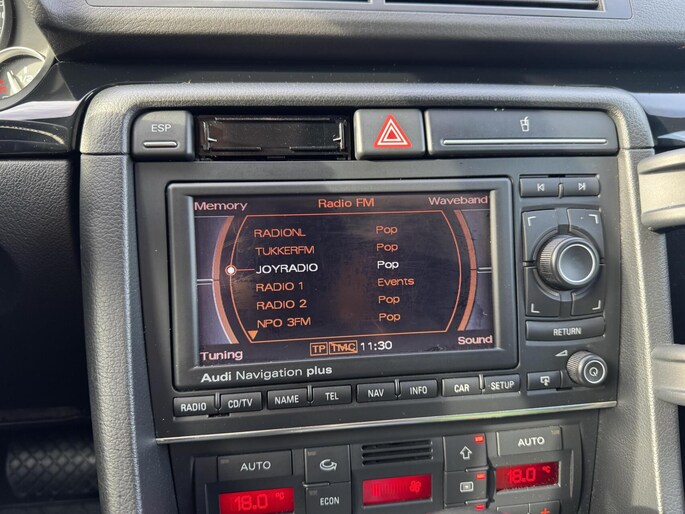 ESP
Memory Radio FM Waveband
RADIONL Pop
TUKKERFM Pop
JOYRADIO Pop
RADIO 1 Events
RADIO 2 Pop
NPO 3FM Pop
Tuning TP TMC 11:30 Sound
RETURN
Audi Navigation plus
RADIO CD/TV NAME TEL NAV INFO CAR SETUP
AUTO AUTO
ECON
18.0 °C 18.0 °C